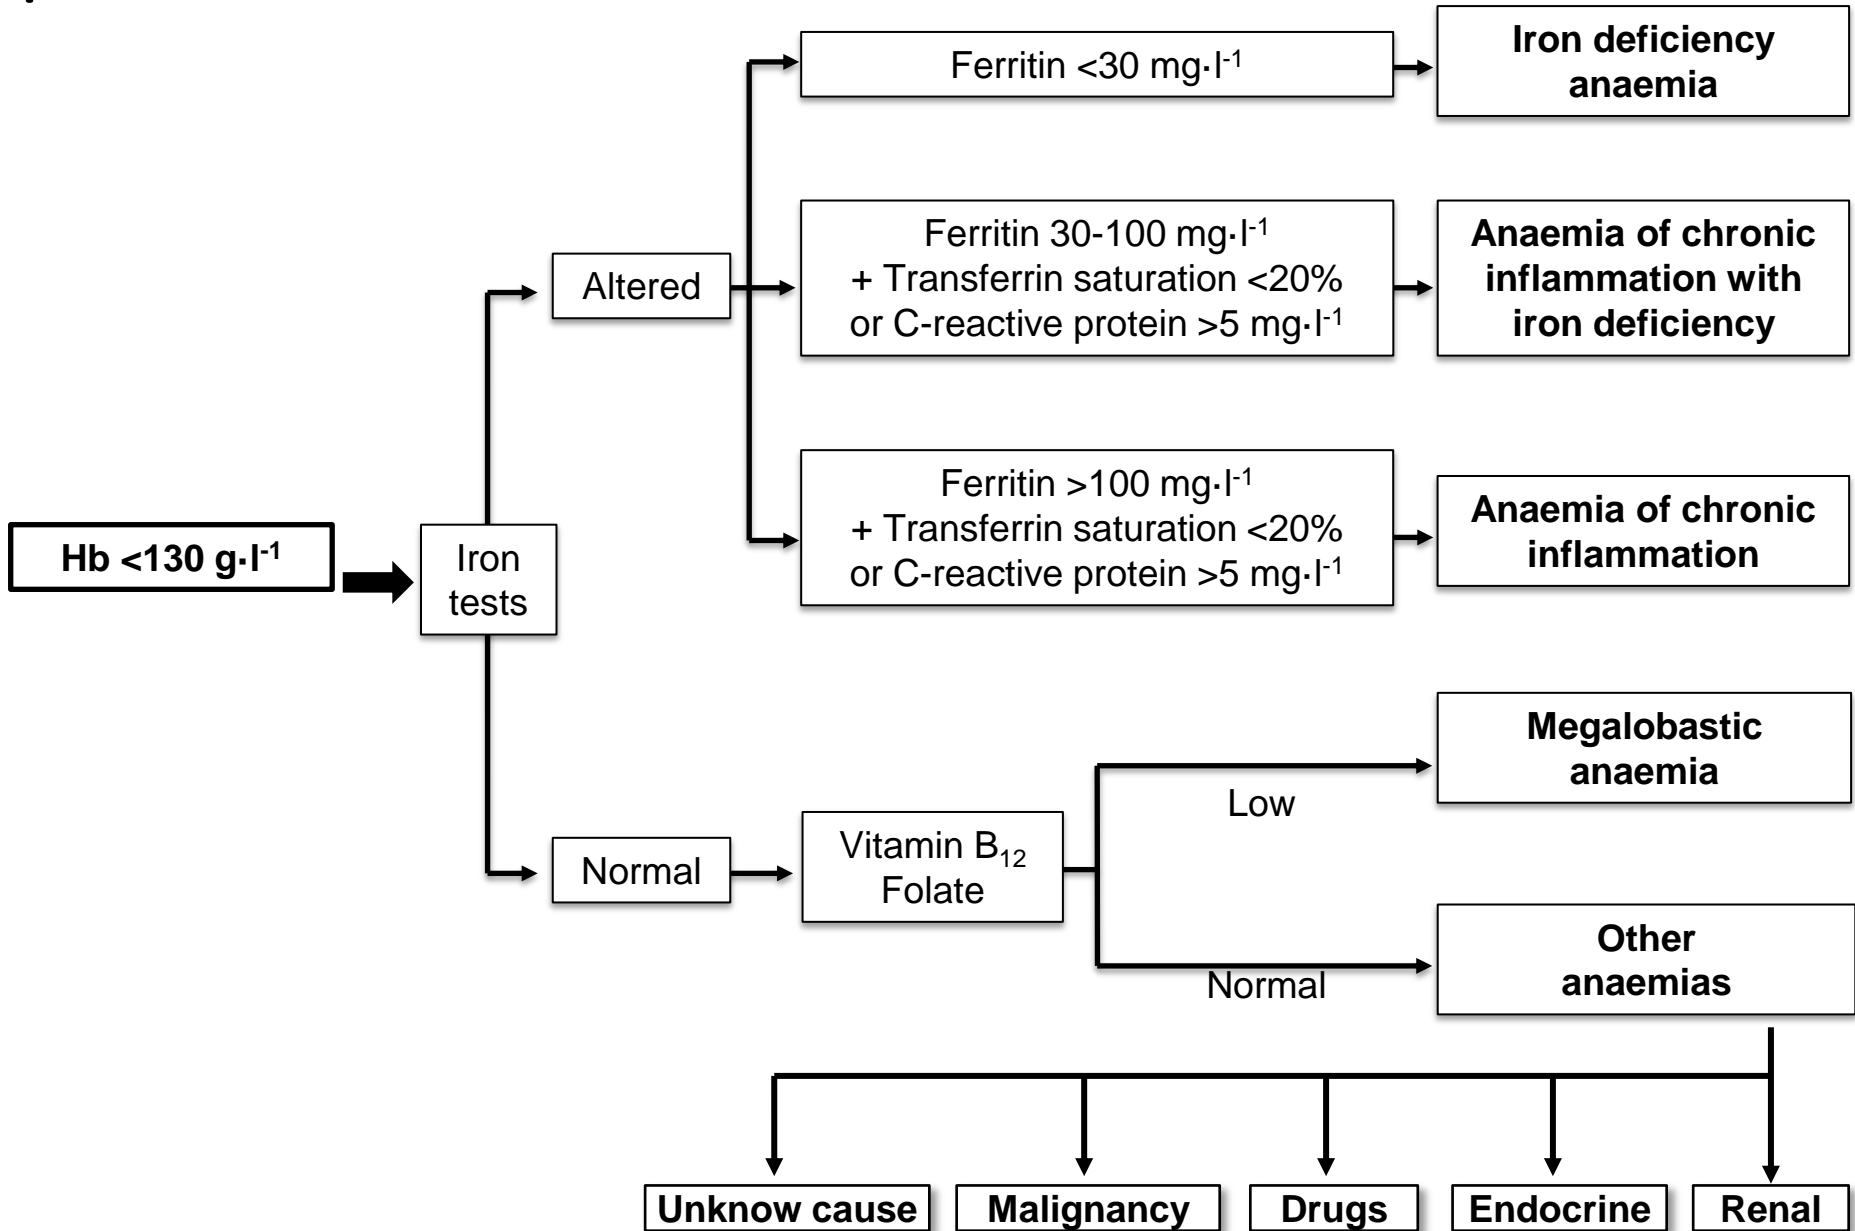 Ferritin <30 mg·l⁻¹
Iron deficiency
anaemia
Altered
Ferritin 30-100 mg·l⁻¹
+ Transferrin saturation <20%
or C-reactive protein >5 mg·l⁻¹
Anaemia of chronic
inflammation with
iron deficiency
Ferritin >100 mg·l⁻¹
+ Transferrin saturation <20%
or C-reactive protein >5 mg·l⁻¹
Anaemia of chronic
inflammation
Hb <130 g·l⁻¹
Iron
tests
Normal
Vitamin B₁₂
Folate
Low
Megalobastic
anaemia
Normal
Other
anaemias
Unknow cause
Malignancy
Drugs
Endocrine
Renal